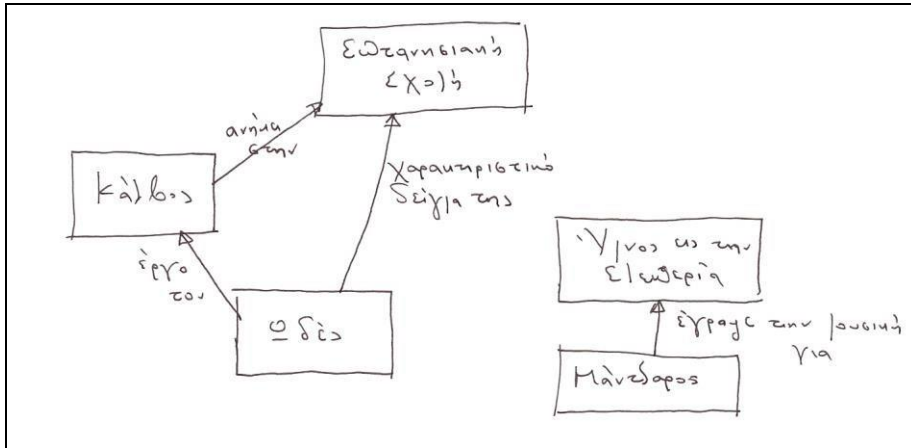 Επτανησιακή
Σχολή
ανήκει
στην
Κάλβος
Χαρακτηριστικό
δείγμα της
έργο
του
Ωδές
Ύμνος εις την
Ελευθερία
έγραψε την μουσική
για
Μάντζαρος